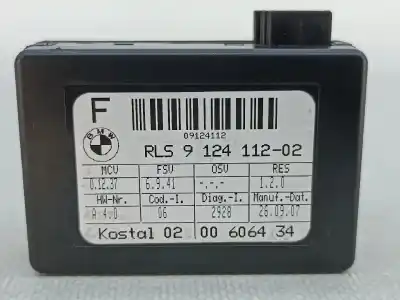 F
09124112
BMW
RLS 9 124 112-02
MCV FSV OSV RES
0.12.37 6.9.41 -.-.- 1.2.0
HW-Nr. Cod.-I. Diag.-I. Manuf.-Dat.
A-4-0 06 2928 26.09.07
Kostal 02 00 6064 34